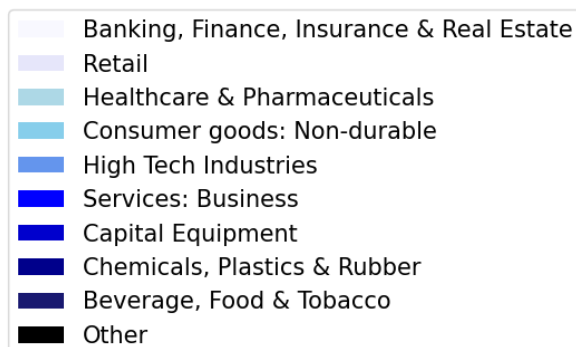 Banking, Finance, Insurance & Real Estate
Retail
Healthcare & Pharmaceuticals
Consumer goods: Non-durable
High Tech Industries
Services: Business
Capital Equipment
Chemicals, Plastics & Rubber
Beverage, Food & Tobacco
Other